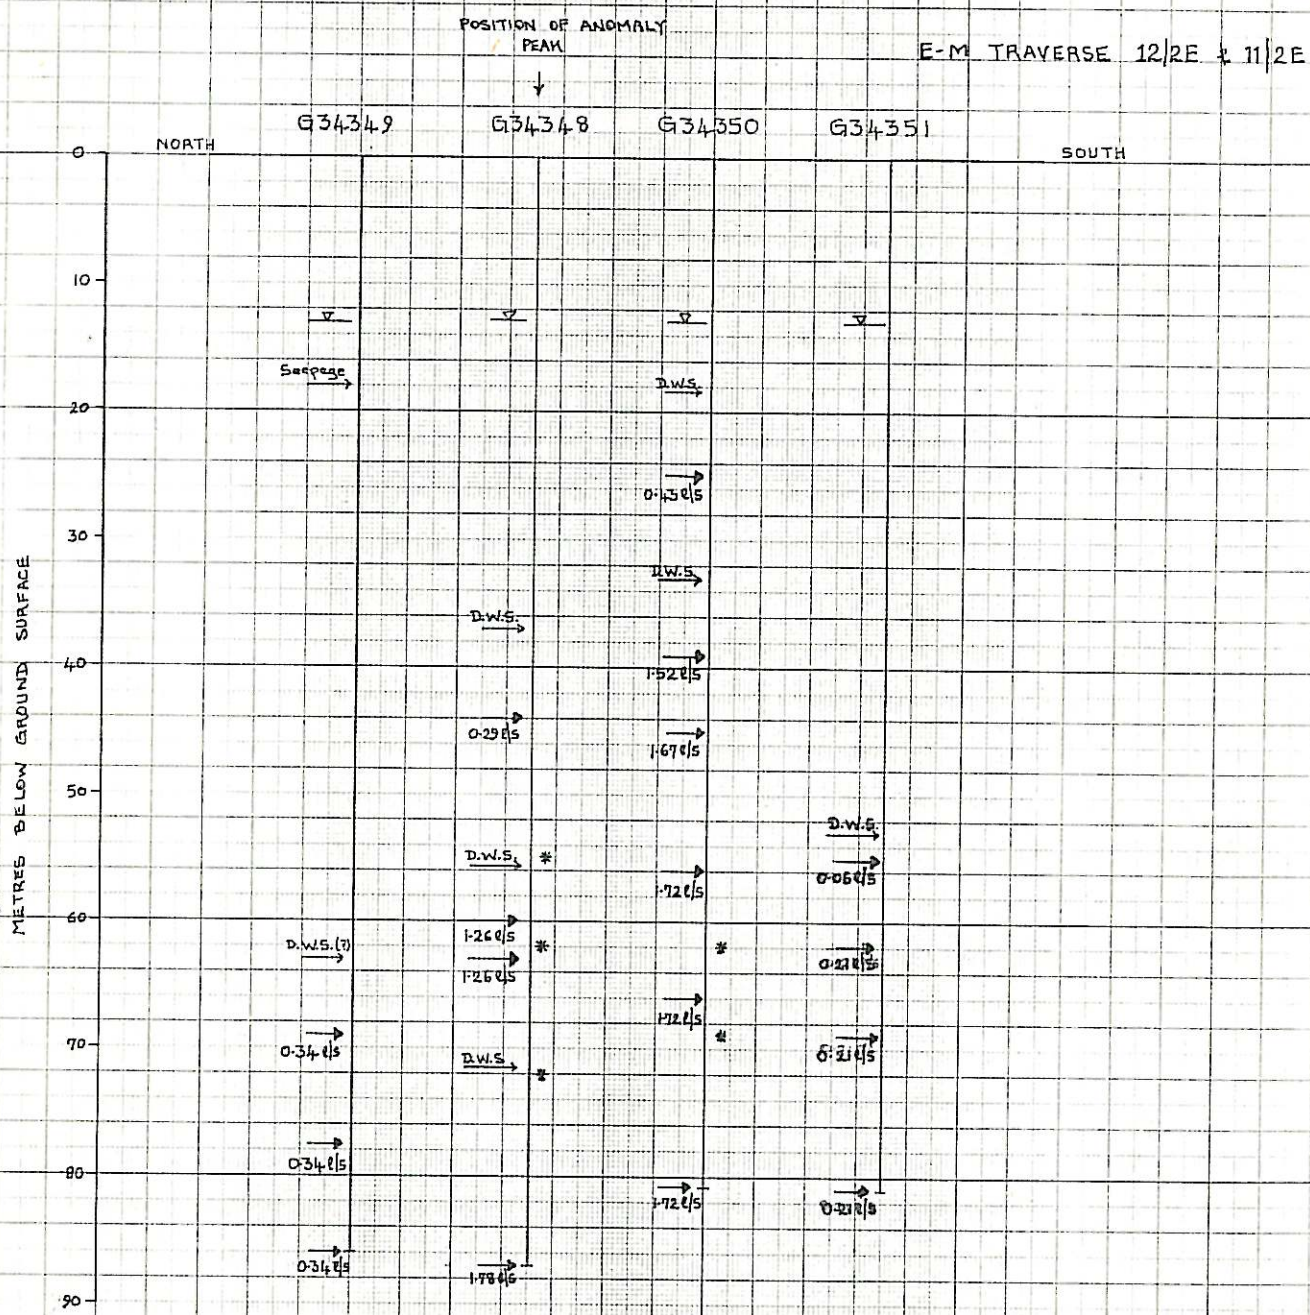 POSITION OF ANOMALY
PEAK
E-M TRAVERSE 12/2E & 11/2E
G34349 G34348 G34350 G34351
NORTH
SOUTH
METRES BELOW GROUND SURFACE
0
10
Seepage
D.W.S.
20
0.43 l/s
30
D.W.S.
D.W.S.
40
1.52 l/s
0.29 l/s
1.67 l/s
50
D.W.S.
D.W.S. *
0.06 l/s
1.72 l/s
60
1.26 l/s
D.W.S.(?)
* *
1.26 l/s
1.72 l/s
70
*
0.34 l/s
D.W.S *
0.34 l/s
80
1.72 l/s
0.34 l/s
1.78 l/s
90